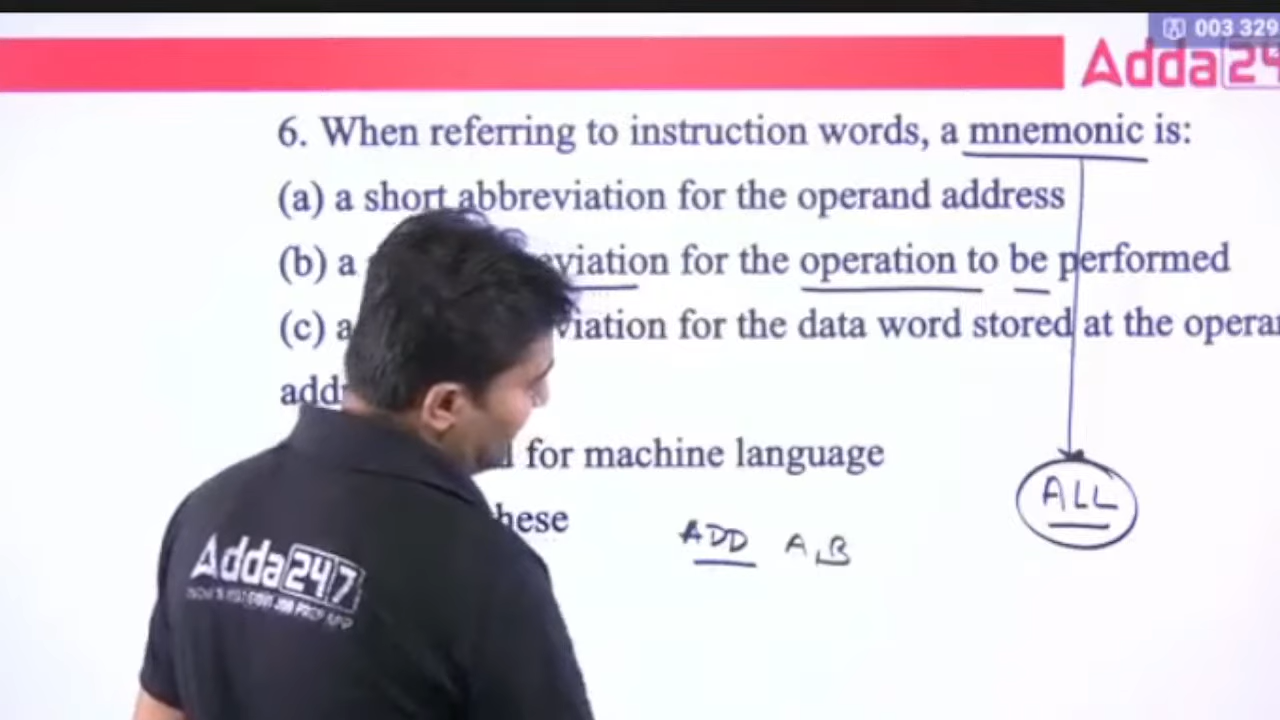 003 329
Adda24
6. When referring to instruction words, a mnemonic is:
(a) a short abbreviation for the operand address
(b) a viation for the operation to be performed
(c) a viation for the data word stored at the opera
add
for machine language
hese
ADD A,B
ALL
Adda247